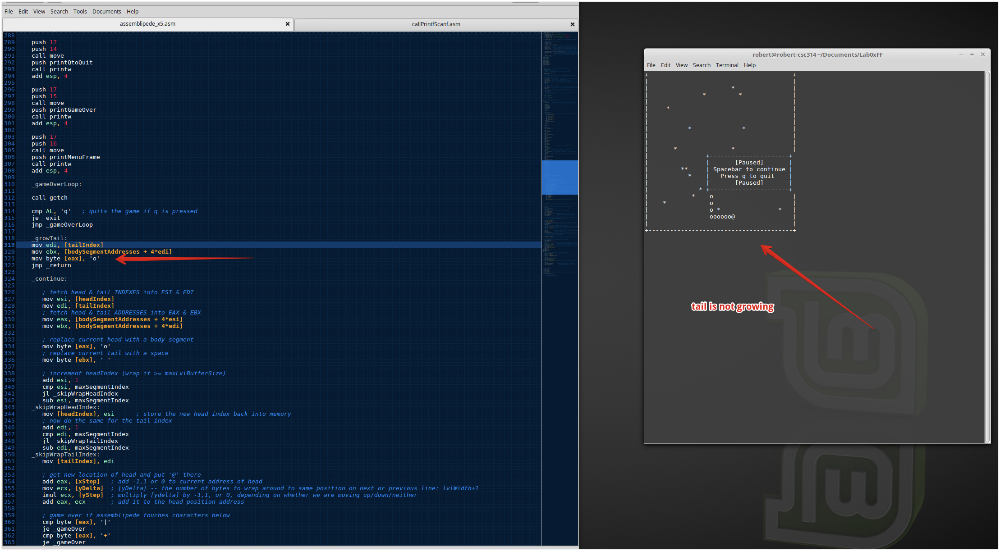 File Edit View Search Tools Documents Help
assemblipede_x5.asm × callPrintfScanf.asm ×
288
289 push 17
290 push 14
291 call move
292 push printQtoQuit
293 call printw
294 add esp, 4
295
296 push 17
297 push 15
298 call move
299 push printGameOver
300 call printw
301 add esp, 4
302
303 push 17
304 push 16
305 call move
306 push printMenuFrame
307 call printw
308 add esp, 4
309
310 _gameOverLoop:
311
312 call getch
313
314 cmp AL, 'q' ; quits the game if q is pressed
315 je _exit
316 jmp _gameOverLoop
317
318 _growTail:
319 mov edi, [tailIndex]
320 mov ebx, [bodySegmentAddresses + 4*edi]
321 mov byte [eax], 'o'
322 jmp _return
323
324 _continue:
325
326 ; fetch head & tail INDEXES into ESI & EDI
327 mov esi, [headIndex]
328 mov edi, [tailIndex]
329 ; fetch head & tail ADDRESSES into EAX & EBX
330 mov eax, [bodySegmentAddresses + 4*esi]
331 mov ebx, [bodySegmentAddresses + 4*edi]
332
333 ; replace current head with a body segment
334 mov byte [eax], 'o'
335 ; replace current tail with a space
336 mov byte [ebx], ' '
337
338 ; increment headIndex (wrap if >= maxLvlBufferSize)
339 add esi, 1
340 cmp esi, maxSegmentIndex
341 jl _skipWrapHeadIndex
342 sub esi, maxSegmentIndex
343 _skipWrapHeadIndex:
344 mov [headIndex], esi ; store the new head index back into memory
345 ; now do the same for the tail index
346 add edi, 1
347 cmp edi, maxSegmentIndex
348 jl _skipWrapTailIndex
349 sub edi, maxSegmentIndex
350 _skipWrapTailIndex:
351 mov [tailIndex], edi
352
353 ; get new location of head and put '@' there
354 add eax, [xStep] ; add -1,1 or 0 to current address of head
355 mov ecx, [yDelta] ; [yDelta] -- the number of bytes to wrap around to same position on next or previous line: lvlWidth+1
356 imul ecx, [yStep] ; multiply [ydelta] by -1,1, or 0, depending on whether we are moving up/down/neither
357 add eax, ecx ; add it to the head position address
358
359 ; game over if assemblipede touches characters below
360 cmp byte [eax], '|'
361 je _gameOver
362 cmp byte [eax], '+'
363 je _gameOver
robert@robert-csc314 ~/Documents/Lab0xFF
File Edit View Search Terminal Help
+----------------------------------------+
| |
| * |
| * * |
| |
| * |
| |
| |
| * * |
| |
| |
| * * |
| +----------------------+
| | [Paused] |
| ** | Spacebar to continue |
| * | Press q to quit |
| | [Paused] |
| * +----------------------+
| * o |
| * o |
| o * * |
| oooooo@ |
| |
+----------------------------------------+
tail is not growing